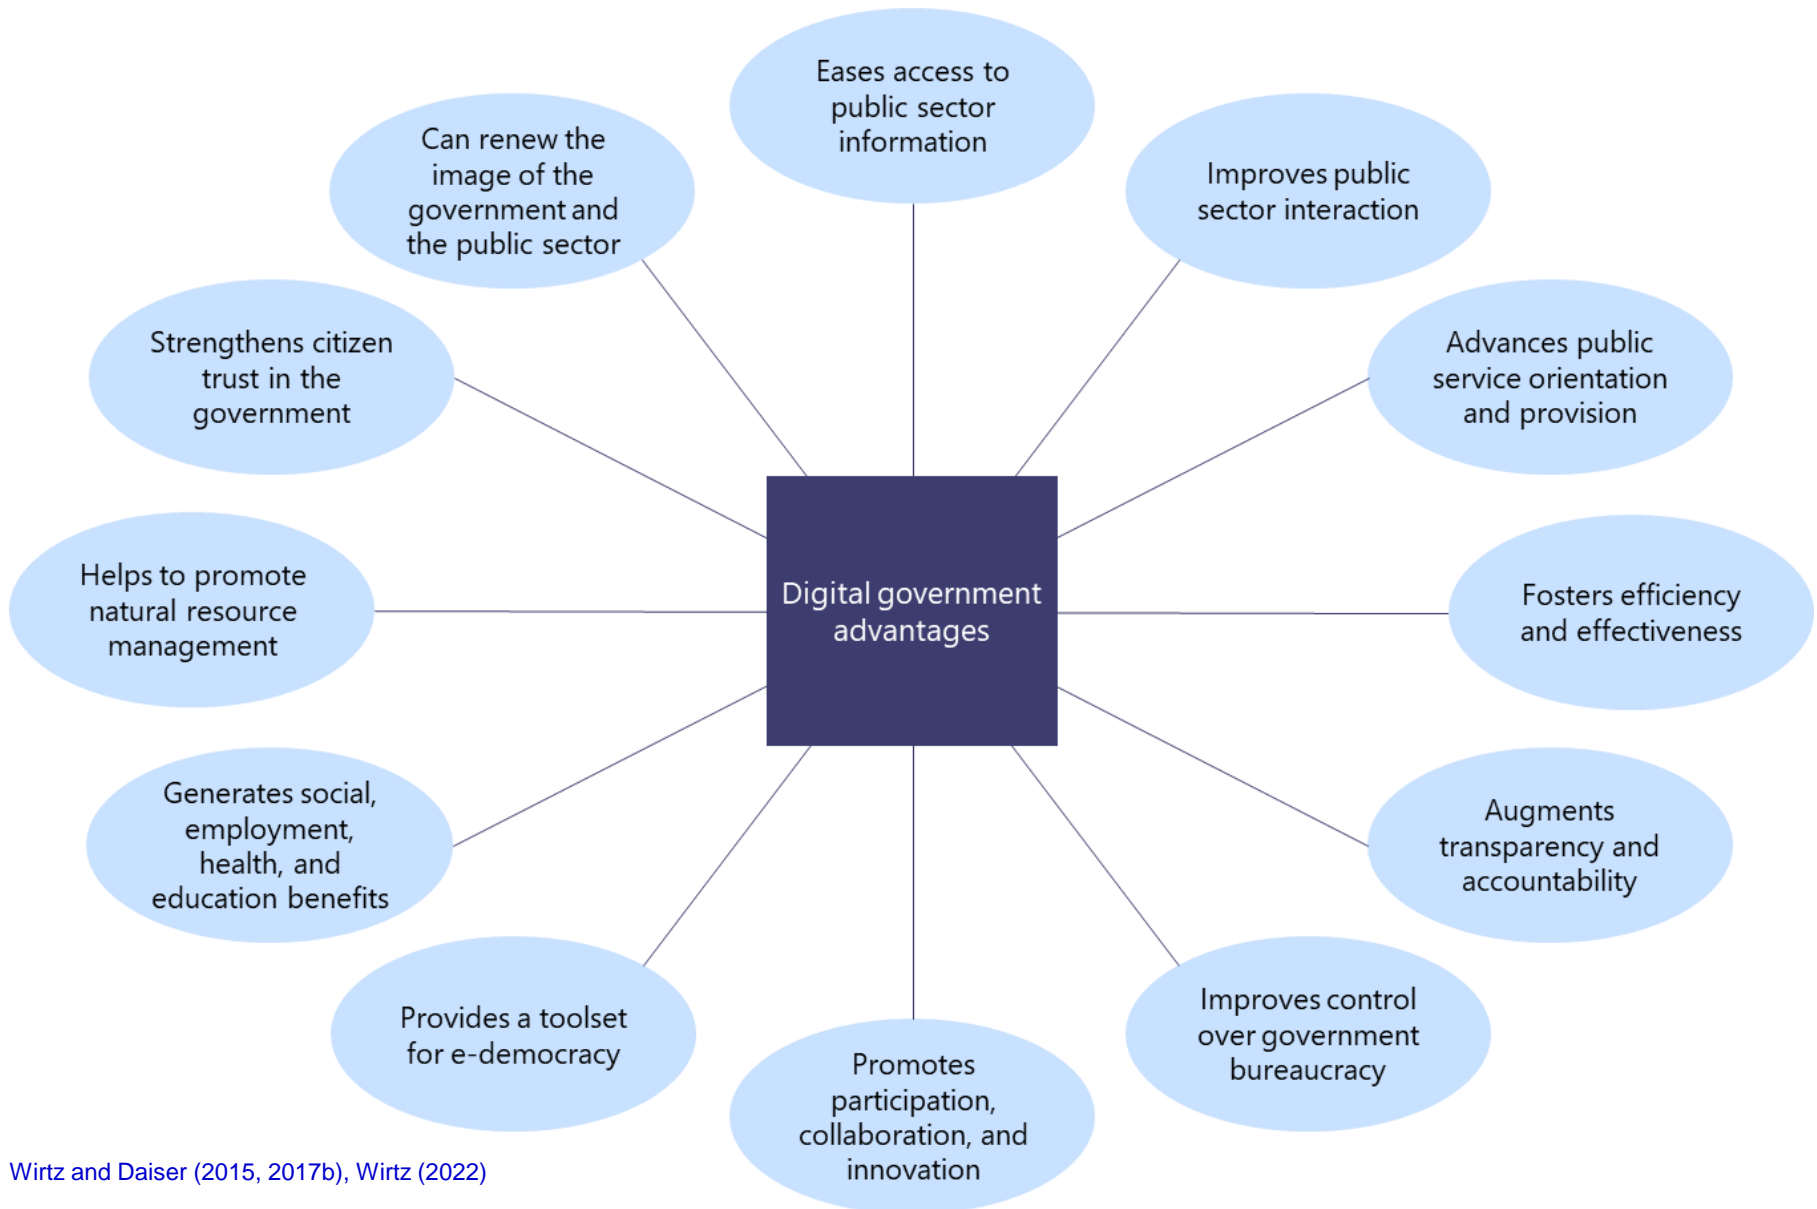 Eases access to
public sector
information
Improves public
sector interaction
Advances public
service orientation
and provision
Fosters efficiency
and effectiveness
Augments
transparency and
accountability
Improves control
over government
bureaucracy
Promotes
participation,
collaboration, and
innovation
Provides a toolset
for e-democracy
Generates social,
employment,
health, and
education benefits
Helps to promote
natural resource
management
Strengthens citizen
trust in the
government
Can renew the
image of the
government and
the public sector
Digital government
advantages
Wirtz and Daiser (2015, 2017b), Wirtz (2022)